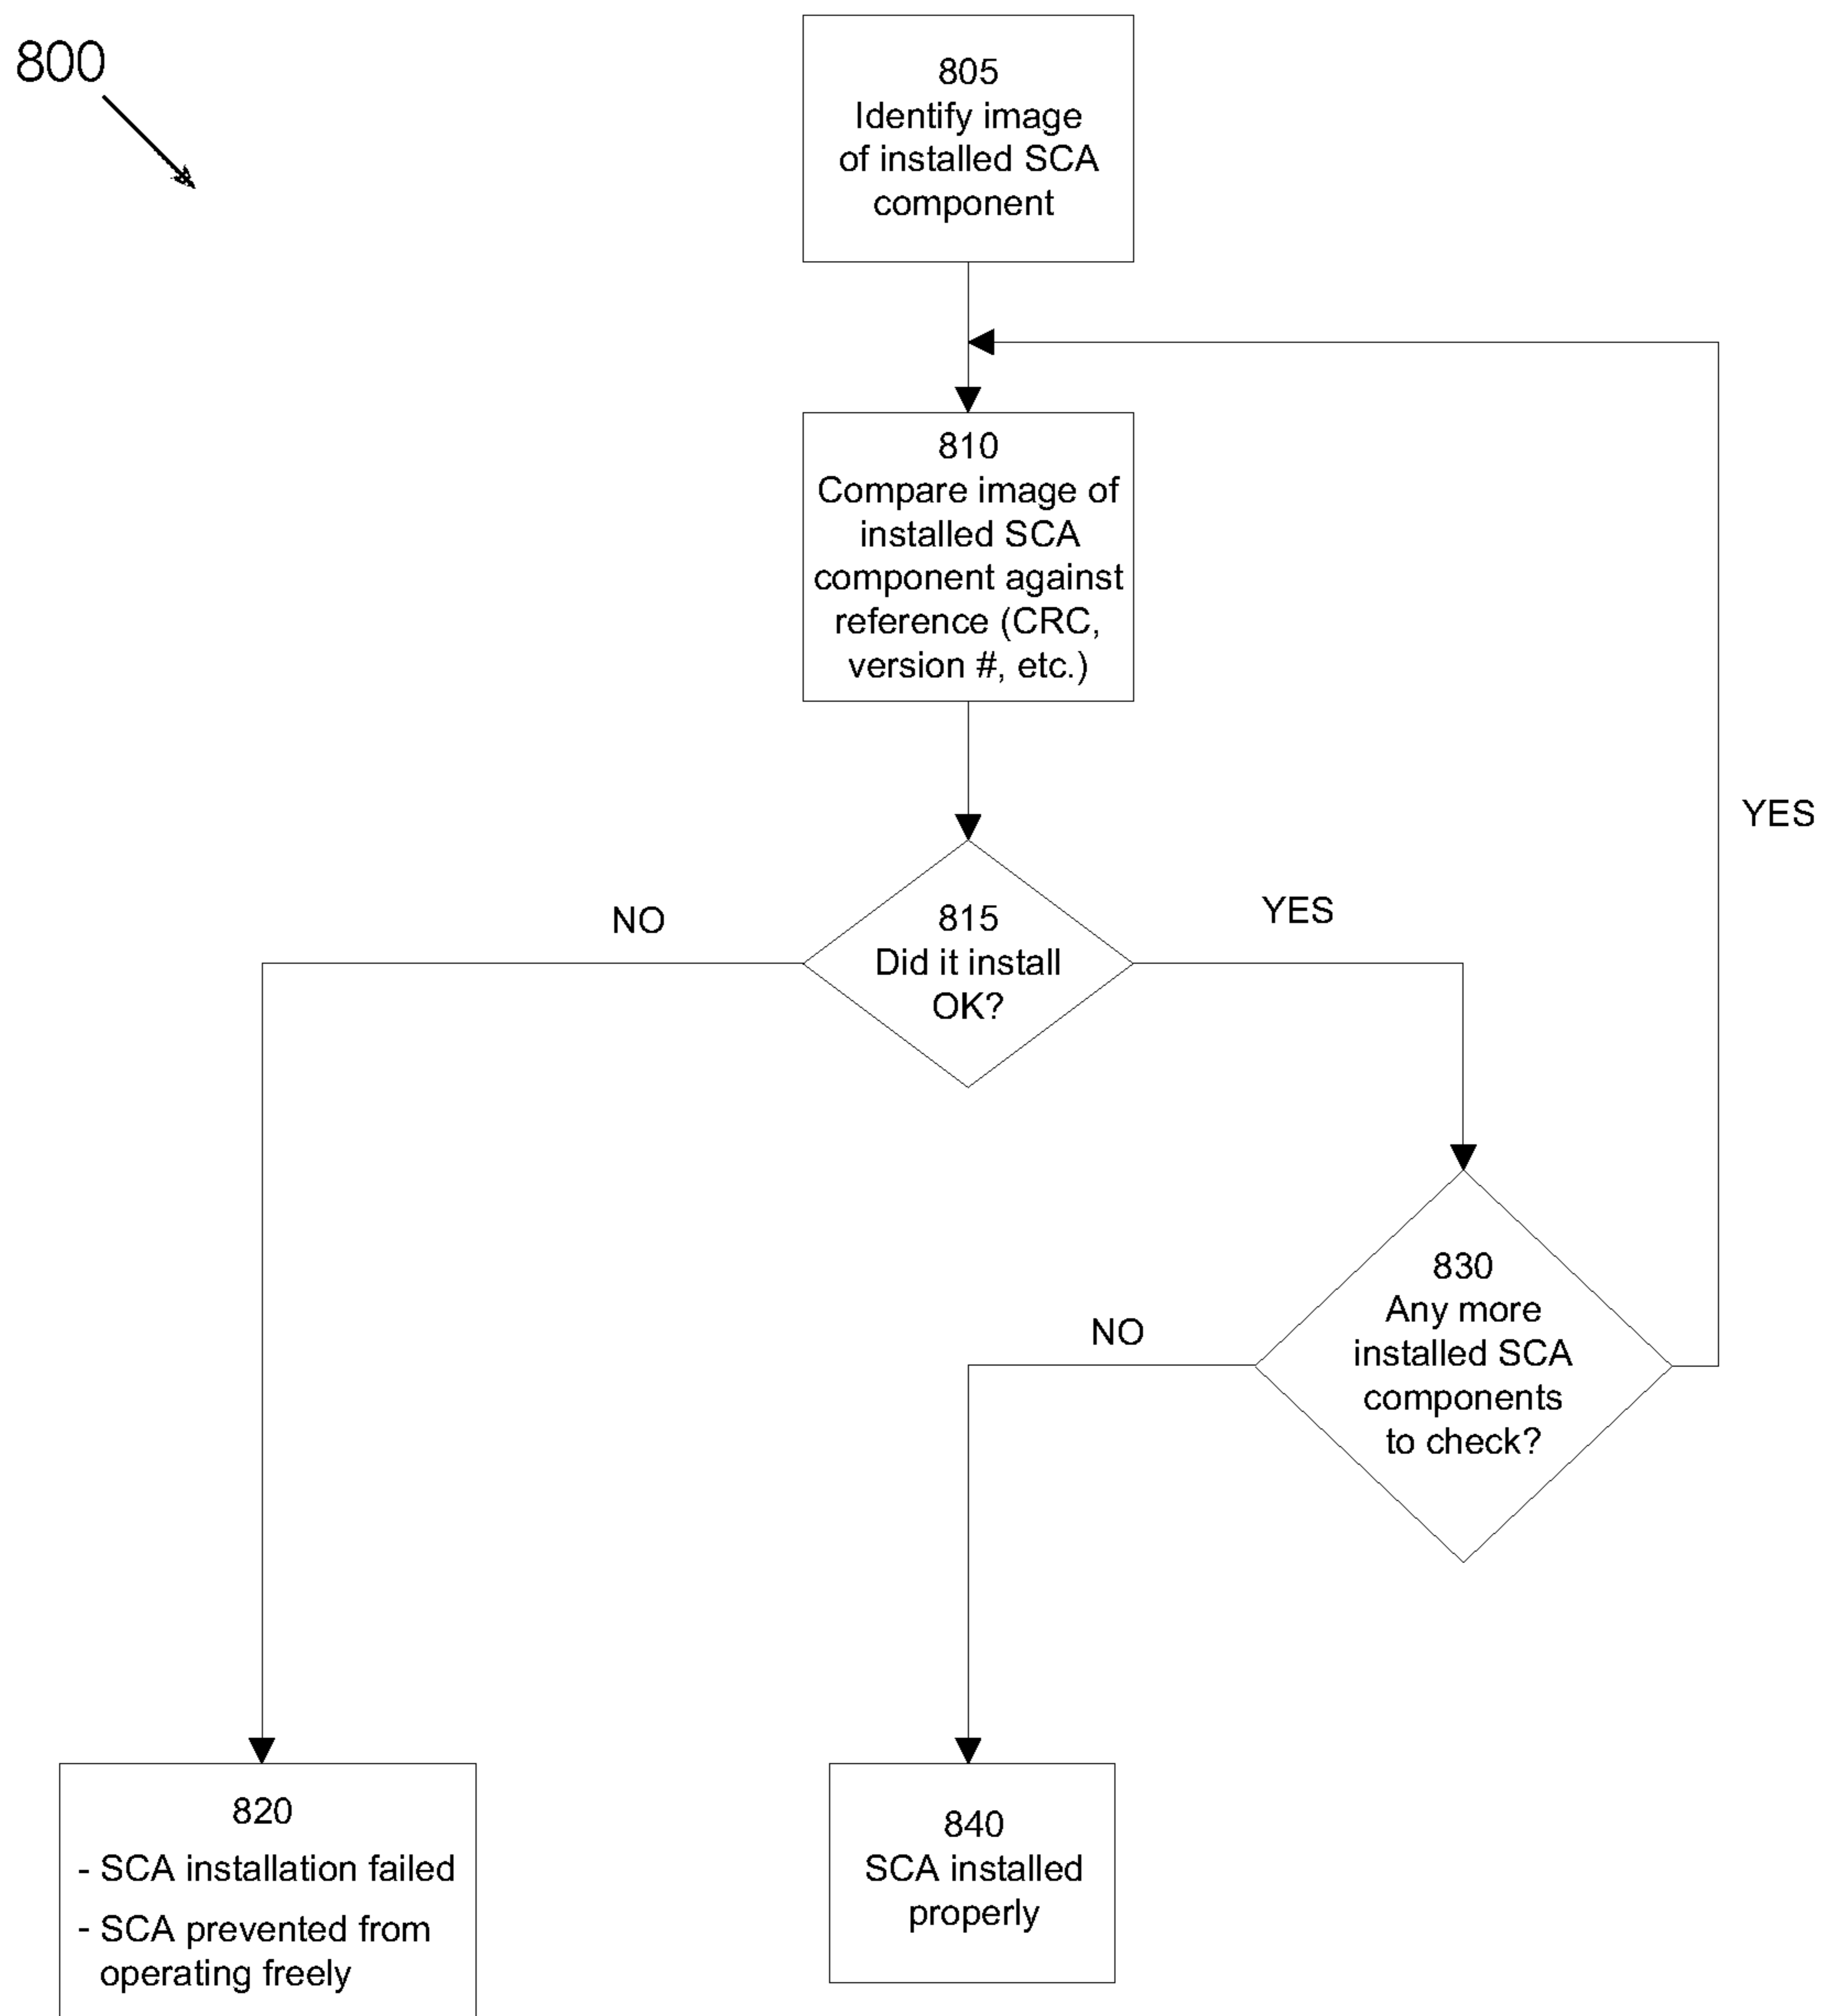 800
805
Identify image
of installed SCA
component
810
Compare image of
installed SCA
component against
reference (CRC,
version #, etc.)
YES
NO
815
Did it install
OK?
YES
830
Any more
installed SCA
components
to check?
NO
820
- SCA installation failed
- SCA prevented from
operating freely
840
SCA installed
properly